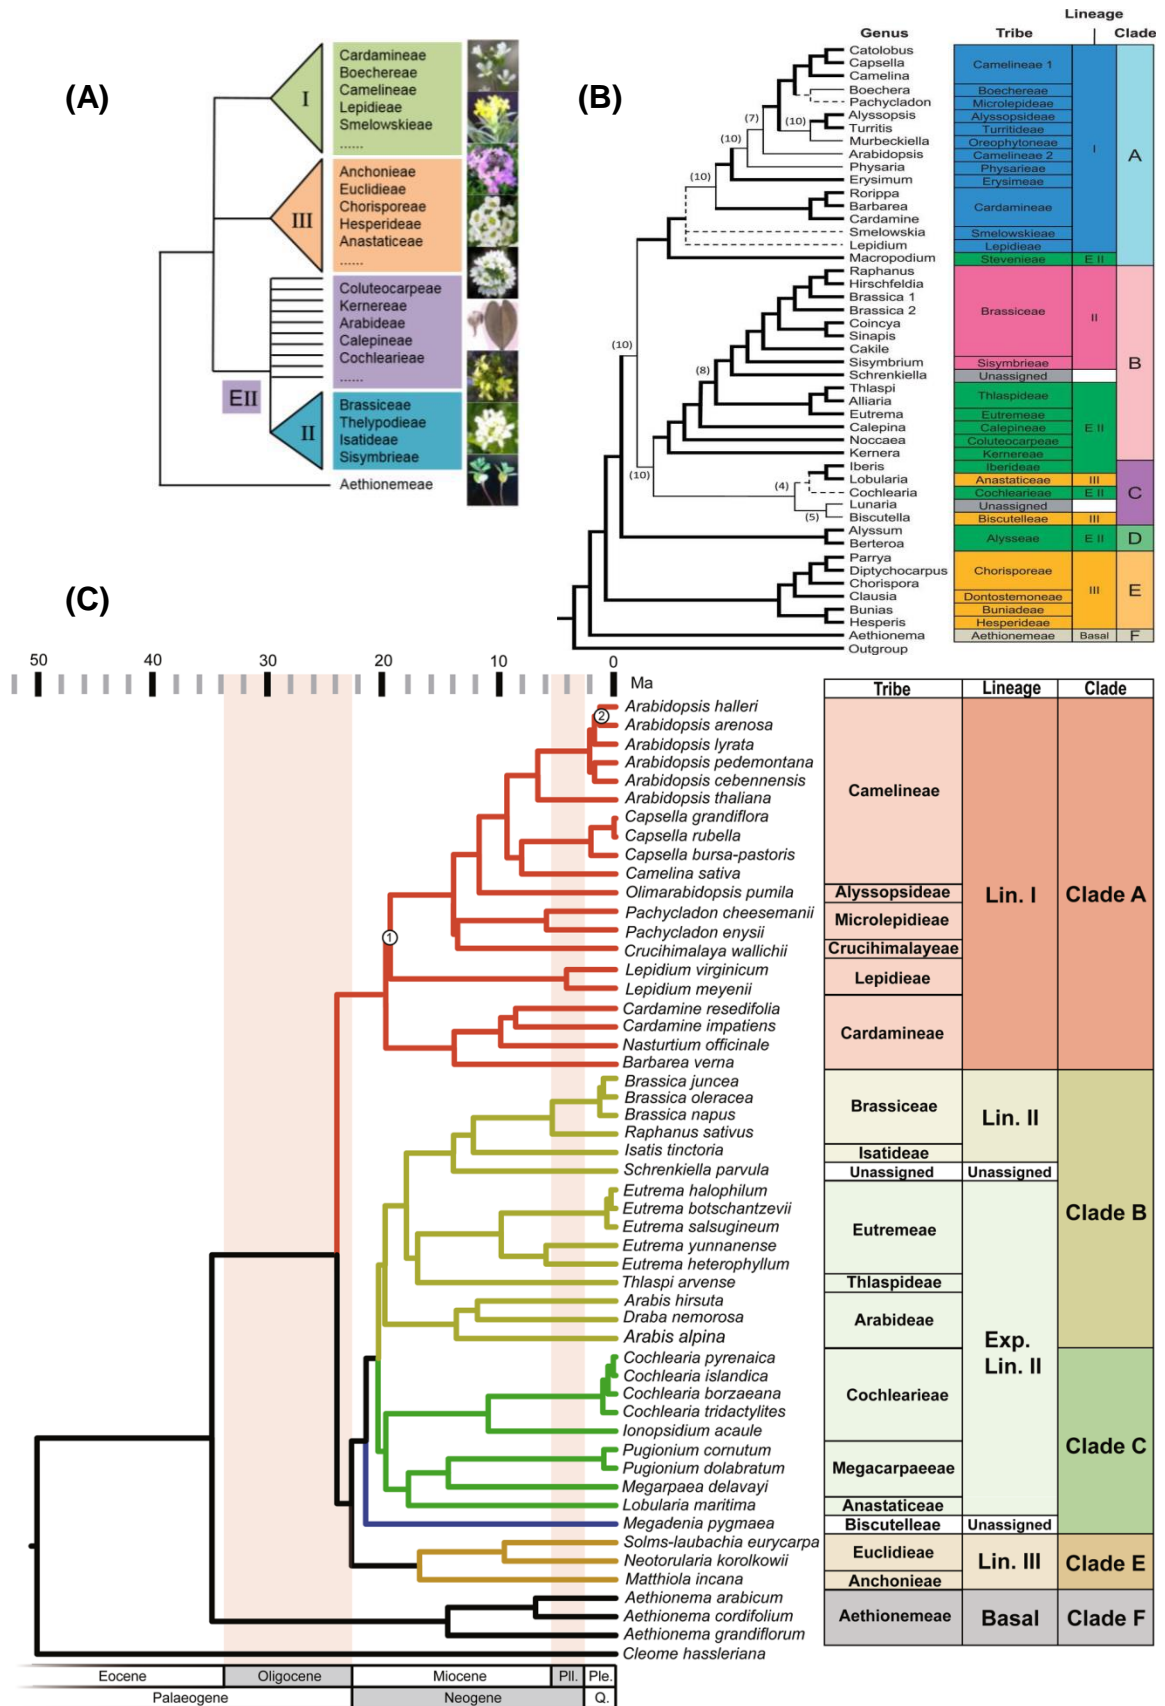 (A)
I
Cardamineae
Boechereae
Camelineae
Lepidieae
Smelowskieae
......
III
Anchonieae
Euclidieae
Chorisporeae
Hesperideae
Anastaticeae
......
EII
Coluteocarpeae
Kernereae
Arabideae
Calepineae
Cochlearieae
......
II
Brassiceae
Thelypodieae
Isatideae
Sisymbrieae
Aethionemeae
(B)
Lineage
Genus Tribe Clade
Catolobus
Capsella
Camelina
Boechera
Pachycladon
Alyssopsis
Turritis
Murbeckiella
Arabidopsis
Physaria
Erysimum
Rorippa
Barbarea
Cardamine
Smelowskia
Lepidium
Macropodium
Raphanus
Hirschfeldia
Brassica 1
Brassica 2
Coincya
Sinapis
Cakile
Sisymbrium
Schrenkiella
Thlaspi
Alliaria
Eutrema
Calepina
Noccaea
Kernera
Iberis
Lobularia
Cochlearia
Lunaria
Biscutella
Alyssum
Berteroa
Parrya
Diptychocarpus
Chorispora
Clausia
Bunias
Hesperis
Aethionema
Outgroup
(7)
(10)
(10)
(10)
(10)
(8)
(10)
(4)
(5)
Camelineae 1
Boechereae
Microlepideae
Alyssopsideae
Turritideae
Oreophytoneae
Camelineae 2
Physarieae
Erysimeae
Cardamineae
Smelowskieae
Lepidieae
Stevenieae
Brassiceae
Sisymbrieae
Unassigned
Thlaspideae
Eutremeae
Calepineae
Coluteocarpeae
Kernereae
Iberideae
Anastaticeae
Cochlearieae
Unassigned
Biscutelleae
Alysseae
Chorisporeae
Dontostemoneae
Buniadeae
Hesperideae
Aethionemeae
I
E II
II
E II
III
E II
III
E II
III
Basal
A
B
C
D
E
F
(C)
50 40 30 20 10 0
Ma
Tribe Lineage Clade
1
2
Arabidopsis halleri
Arabidopsis arenosa
Arabidopsis lyrata
Arabidopsis pedemontana
Arabidopsis cebennensis
Arabidopsis thaliana
Capsella grandiflora
Capsella rubella
Capsella bursa-pastoris
Camelina sativa
Olimarabidopsis pumila
Pachycladon cheesemanii
Pachycladon enysii
Crucihimalaya wallichii
Lepidium virginicum
Lepidium meyenii
Cardamine resedifolia
Cardamine impatiens
Nasturtium officinale
Barbarea verna
Brassica juncea
Brassica oleracea
Brassica napus
Raphanus sativus
Isatis tinctoria
Schrenkiella parvula
Eutrema halophilum
Eutrema botschantzevii
Eutrema salsugineum
Eutrema yunnanense
Eutrema heterophyllum
Thlaspi arvense
Arabis hirsuta
Draba nemorosa
Arabis alpina
Cochlearia pyrenaica
Cochlearia islandica
Cochlearia borzaeana
Cochlearia tridactylites
Ionopsidium acaule
Pugionium cornutum
Pugionium dolabratum
Megarpaea delavayi
Lobularia maritima
Megadenia pygmaea
Solms-laubachia eurycarpa
Neotorularia korolkowii
Matthiola incana
Aethionema arabicum
Aethionema cordifolium
Aethionema grandiflorum
Cleome hassleriana
Camelineae
Alyssopsideae
Microlepidieae
Crucihimalayeae
Lepidieae
Cardamineae
Brassiceae
Isatideae
Unassigned
Eutremeae
Thlaspideae
Arabideae
Cochlearieae
Megacarpaeeae
Anastaticeae
Biscutelleae
Euclidieae
Anchonieae
Aethionemeae
Lin. I
Lin. II
Unassigned
Exp.
Lin. II
Unassigned
Lin. III
Basal
Clade A
Clade B
Clade C
Clade E
Clade F
Eocene Oligocene Miocene Pli. Ple.
Palaeogene Neogene Q.